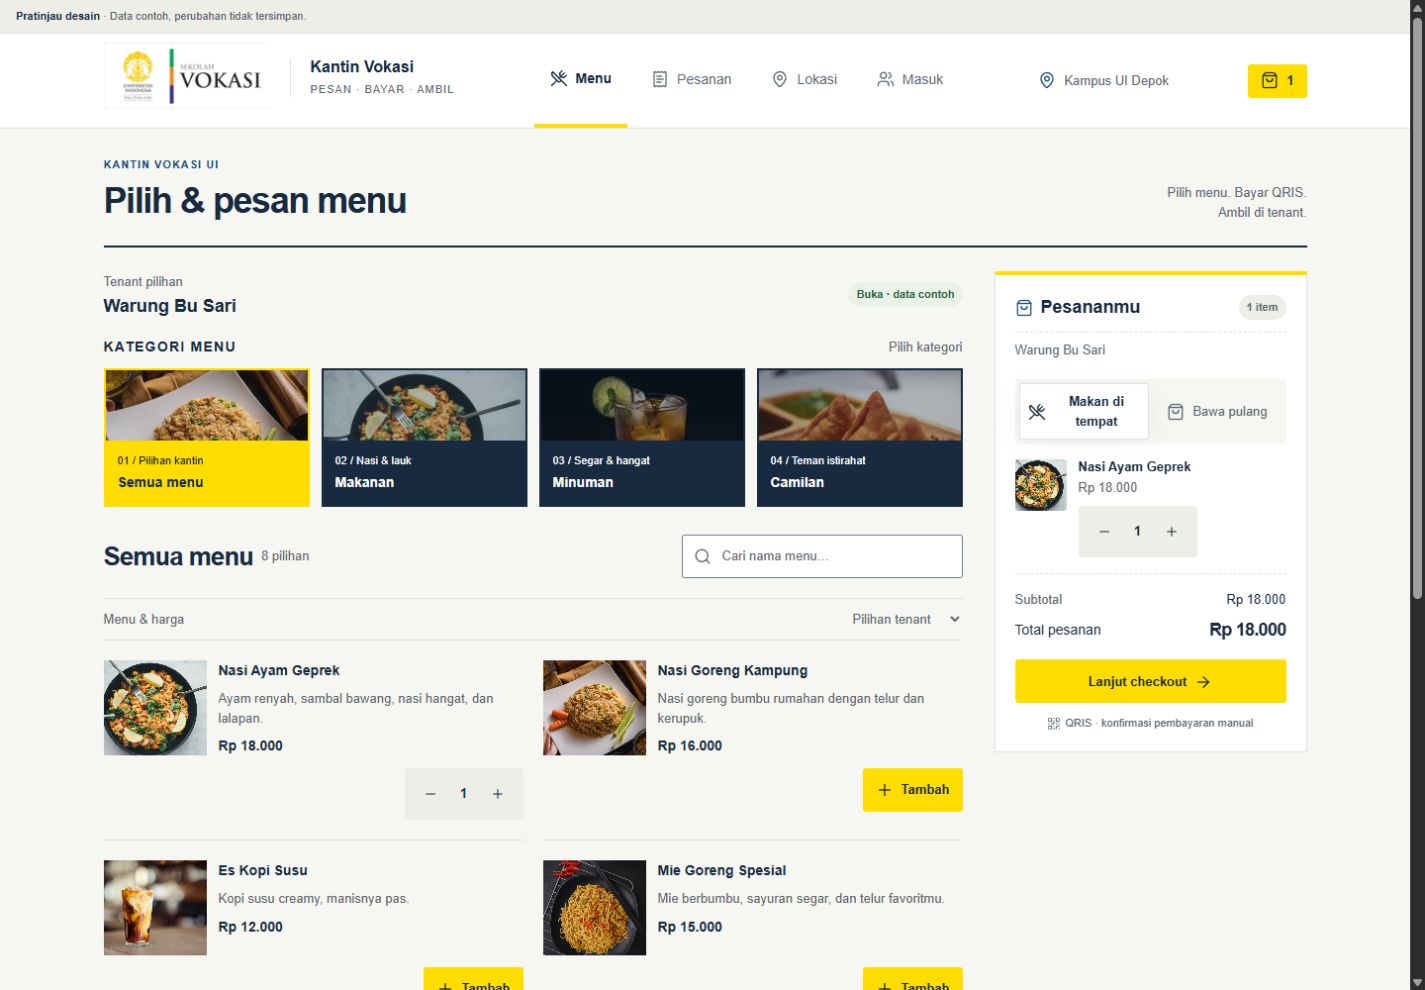 Pratinjau desain · Data contoh, perubahan tidak tersimpan.
UNIVERSITAS
INDONESIA
SEKOLAH
VOKASI
Kantin Vokasi
PESAN · BAYAR · AMBIL
Menu
Pesanan
Lokasi
Masuk
Kampus UI Depok
1
KANTIN VOKASI UI
Pilih & pesan menu
Pilih menu. Bayar QRIS.
Ambil di tenant.
Tenant pilihan
Warung Bu Sari
Buka · data contoh
KATEGORI MENU
Pilih kategori
01 / Pilihan kantin
Semua menu
02 / Nasi & lauk
Makanan
03 / Segar & hangat
Minuman
04 / Teman istirahat
Camilan
Semua menu 8 pilihan
Cari nama menu...
Menu & harga
Pilihan tenant
Nasi Ayam Geprek
Ayam renyah, sambal bawang, nasi hangat, dan
lalapan.
Rp 18.000
− 1 +
Nasi Goreng Kampung
Nasi goreng bumbu rumahan dengan telur dan
kerupuk.
Rp 16.000
+ Tambah
Es Kopi Susu
Kopi susu creamy, manisnya pas.
Rp 12.000
+ Tambah
Mie Goreng Spesial
Mie berbumbu, sayuran segar, dan telur favoritmu.
Rp 15.000
+ Tambah
Pesananmu
1 item
Warung Bu Sari
Makan di
tempat
Bawa pulang
Nasi Ayam Geprek
Rp 18.000
− 1 +
Subtotal Rp 18.000
Total pesanan Rp 18.000
Lanjut checkout →
QRIS · konfirmasi pembayaran manual